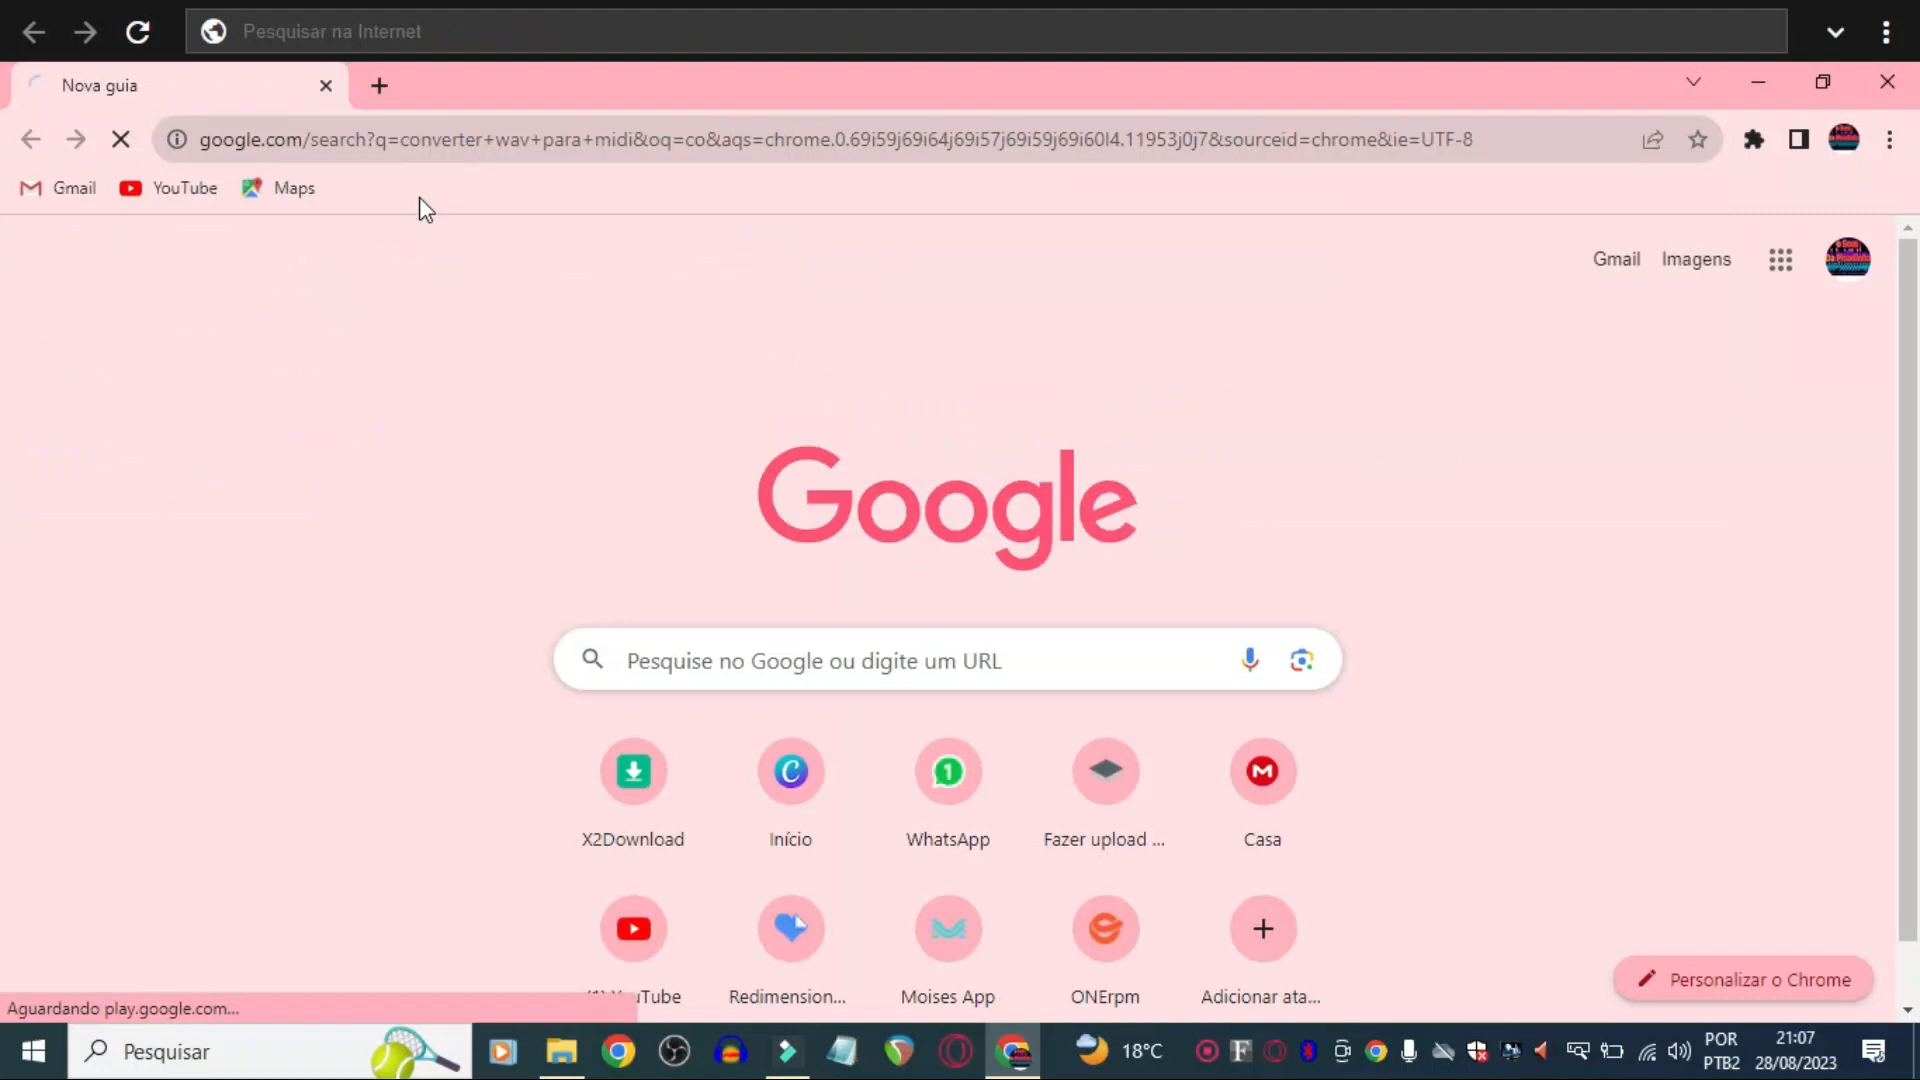 Pesquisar na Internet
Nova guia
google.com/search?q=converter+wav+para+midi&oq=co&aqs=chrome.0.69i59j69i64j69i57j69i59j69i60l4.11953j0j7&sourceid=chrome&ie=UTF-8
Gmail YouTube Maps
Gmail Imagens
Google
Pesquise no Google ou digite um URL
X2Download Início WhatsApp Fazer upload ... Casa
Redimension... Moises App ONErpm Adicionar ata...
Personalizar o Chrome
Aguardando play.google.com...
Pesquisar
18°C
POR
PTB2
21:07
28/08/2023